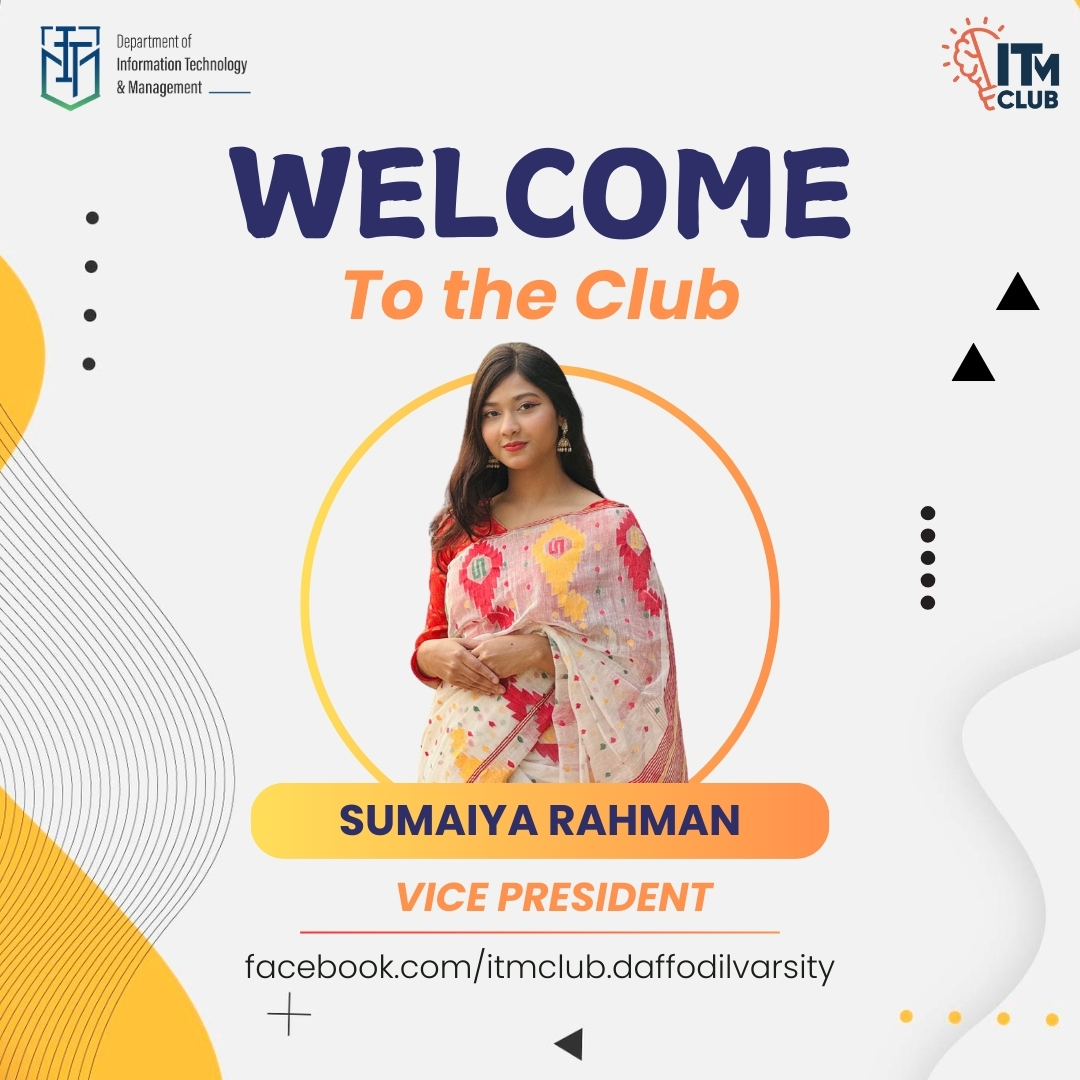 Department of
Information Technology
& Management
ITM
CLUB
WELCOME
To the Club
SUMAIYA RAHMAN
VICE PRESIDENT
facebook.com/itmclub.daffodilvarsity